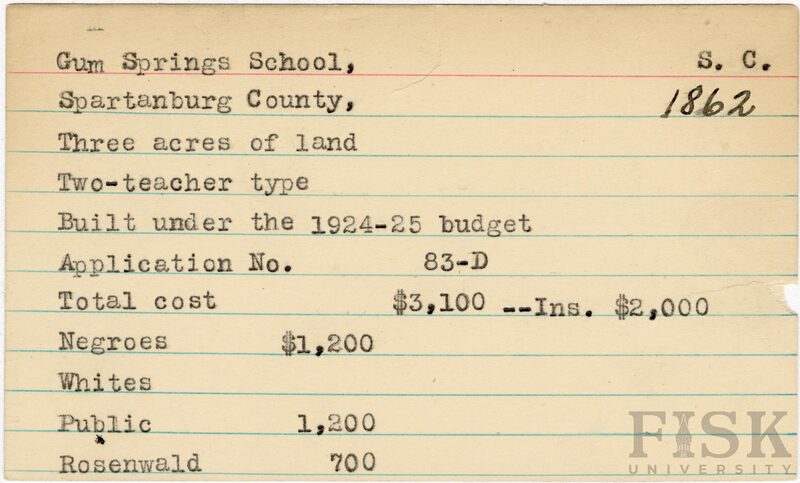 Gum Springs School, S. C.
Spartanburg County, 1862
Three acres of land
Two-teacher type
Built under the 1924-25 budget
Application No. 83-D
Total cost $3,100 --Ins. $2,000
Negroes $1,200
Whites
Public 1,200
Rosenwald 700
FISK
UNIVERSITY